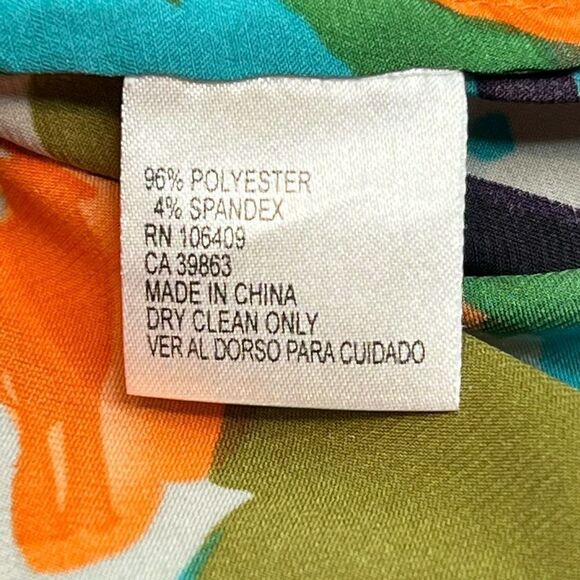 96% POLYESTER
4% SPANDEX
RN 106409
CA 39863
MADE IN CHINA
DRY CLEAN ONLY
VER AL DORSO PARA CUIDADO